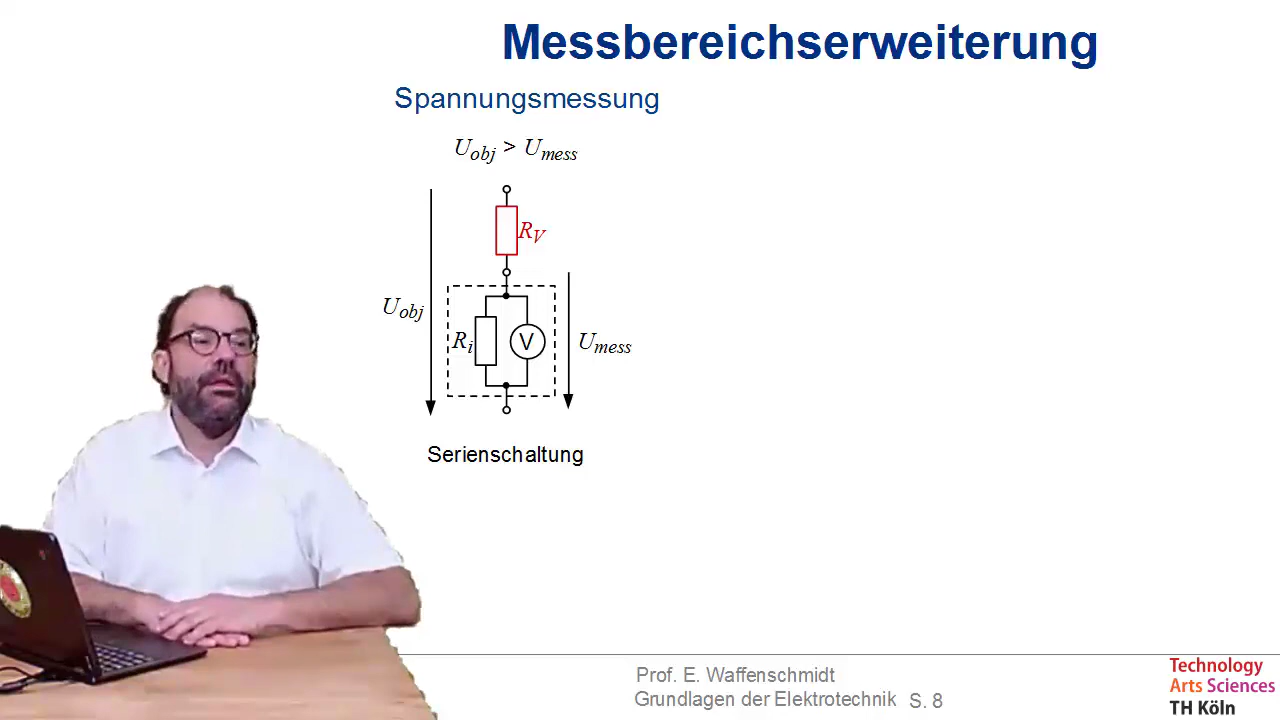 Messbereichserweiterung
Spannungsmessung
U_obj > U_mess
R_V
U_obj
R_i
V
U_mess
Serienschaltung
Prof. E. Waffenschmidt
Grundlagen der Elektrotechnik S. 8
Technology
Arts Sciences
TH Köln